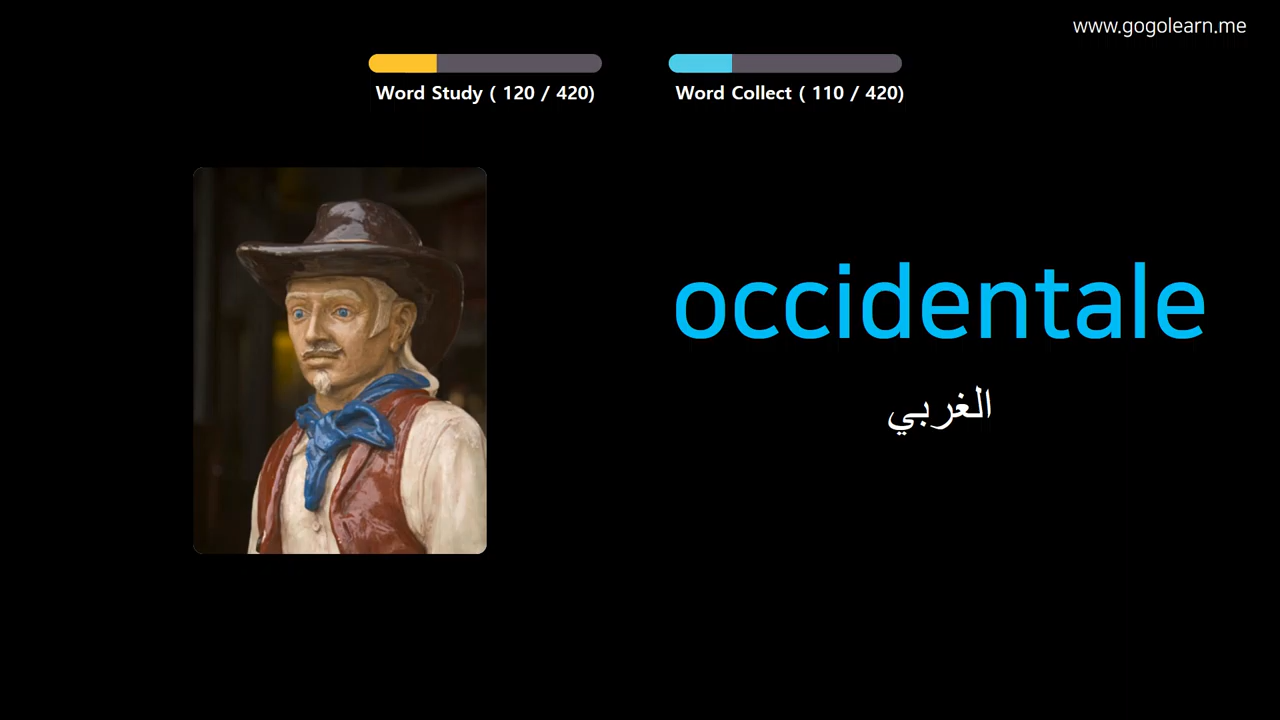 www.gogolearn.me
Word Study ( 120 / 420)
Word Collect ( 110 / 420)
occidentale
الغربي